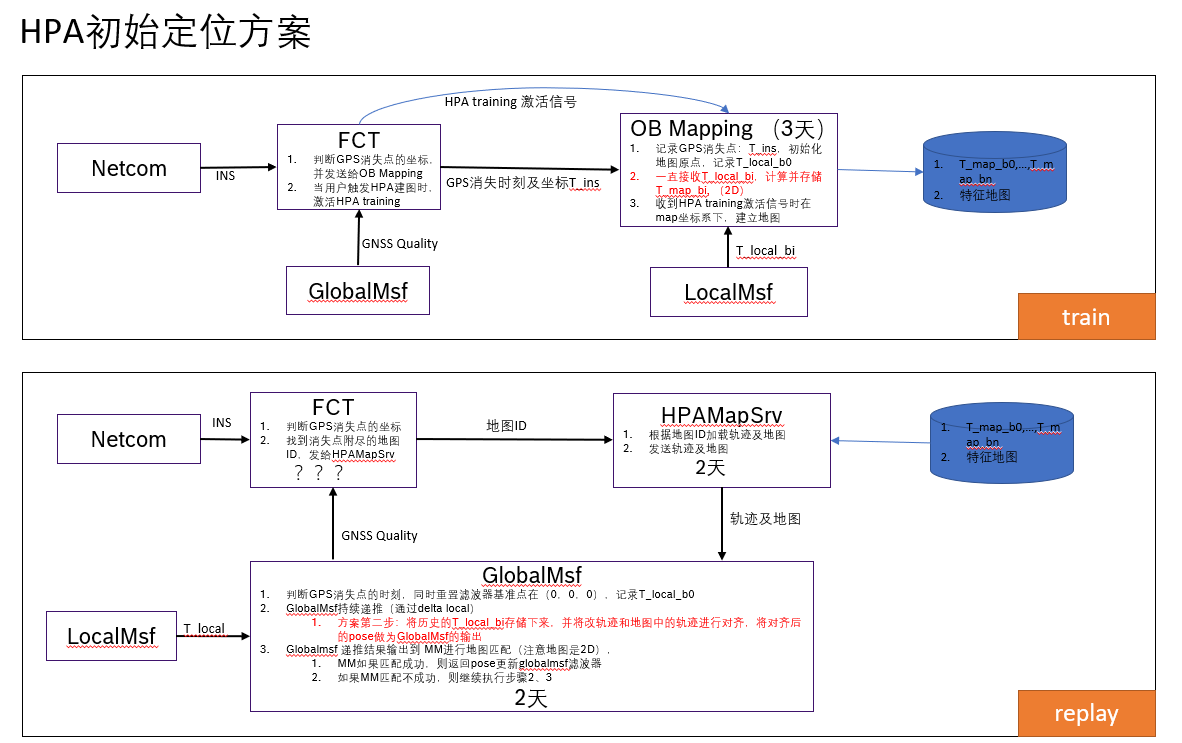 HPA初始定位方案
HPA training 激活信号
Netcom
INS
FCT
1. 判断GPS消失点的坐标，
并发送给OB Mapping
2. 当用户触发HPA建图时，
激活HPA training
GPS消失时刻及坐标T_ins
OB Mapping （3天）
1. 记录GPS消失点：T_ins，初始化
地图原点，记录T_local_b0
2. 一直接收T_local_bi，计算并存储
T_map_bi，（2D）
3. 收到HPA training激活信号时在
map坐标系下，建立地图
1. T_map_b0,…,T_m
ap_bn
2. 特征地图
GNSS Quality
T_local_bi
GlobalMsf
LocalMsf
train
Netcom
INS
FCT
1. 判断GPS消失点的坐标
2. 找到消失点附尽的地图
ID，发给HPAMapSrv
？？？
地图ID
HPAMapSrv
1. 根据地图ID加载轨迹及地图
2. 发送轨迹及地图
2天
1. T_map_b0,…,T_m
ap_bn
2. 特征地图
GNSS Quality
轨迹及地图
LocalMsf
T_local
GlobalMsf
1. 判断GPS消失点的时刻，同时重置滤波器基准点在（0，0，0），记录T_local_b0
2. GlobalMsf持续递推（通过delta local）
1. 方案第二步：将历史的T_local_bi存储下来，并将改轨迹和地图中的轨迹进行对齐，将对齐后
的pose做为GlobalMsf的输出
3. Globalmsf 递推结果输出到 MM进行地图匹配（注意地图是2D），
1. MM如果匹配成功，则返回pose更新globalmsf滤波器
2. 如果MM匹配不成功，则继续执行步骤2、3
2天
replay